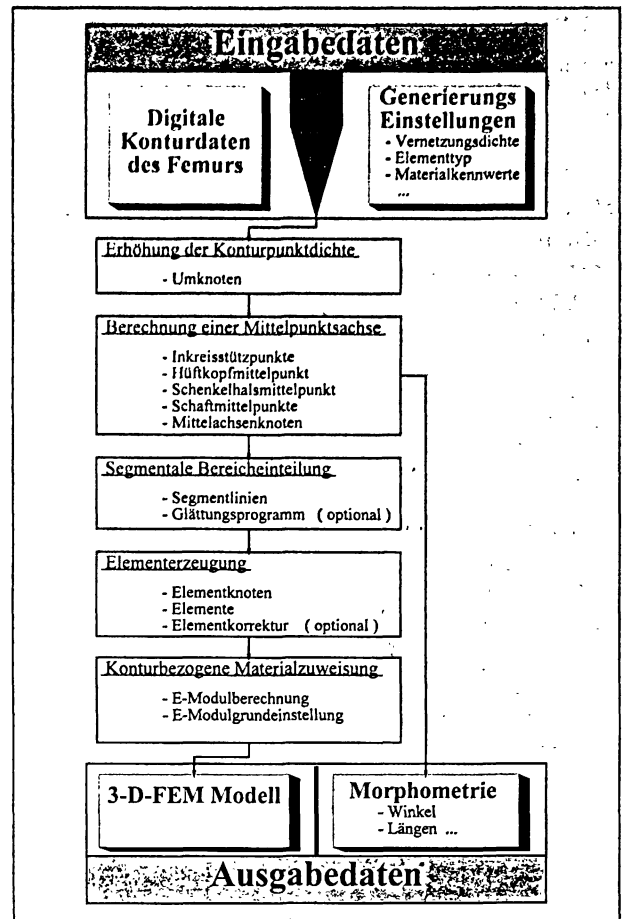 Eingabedaten
Digitale
Konturdaten
des Femurs
Generierungs
Einstellungen
- Vernetzungsdichte
- Elementtyp
- Materialkennwerte
...
Erhöhung der Konturpunktdichte
- Umknoten
Berechnung einer Mittelpunktsachse
- Inkreisstützpunkte
- Hüftkopfmittelpunkt
- Schenkelhalsmittelpunkt
- Schaftmittelpunkte
- Mittelachsenknoten
Segmentale Bereicheinteilung
- Segmentlinien
- Glättungsprogramm ( optional )
Elementerzeugung
- Elementknoten
- Elemente
- Elementkorrektur ( optional )
Konturbezogene Materialzuweisung
- E-Modulberechnung
- E-Modulgrundeinstellung
3-D-FEM Modell
Morphometrie
- Winkel
- Längen ...
Ausgabedaten